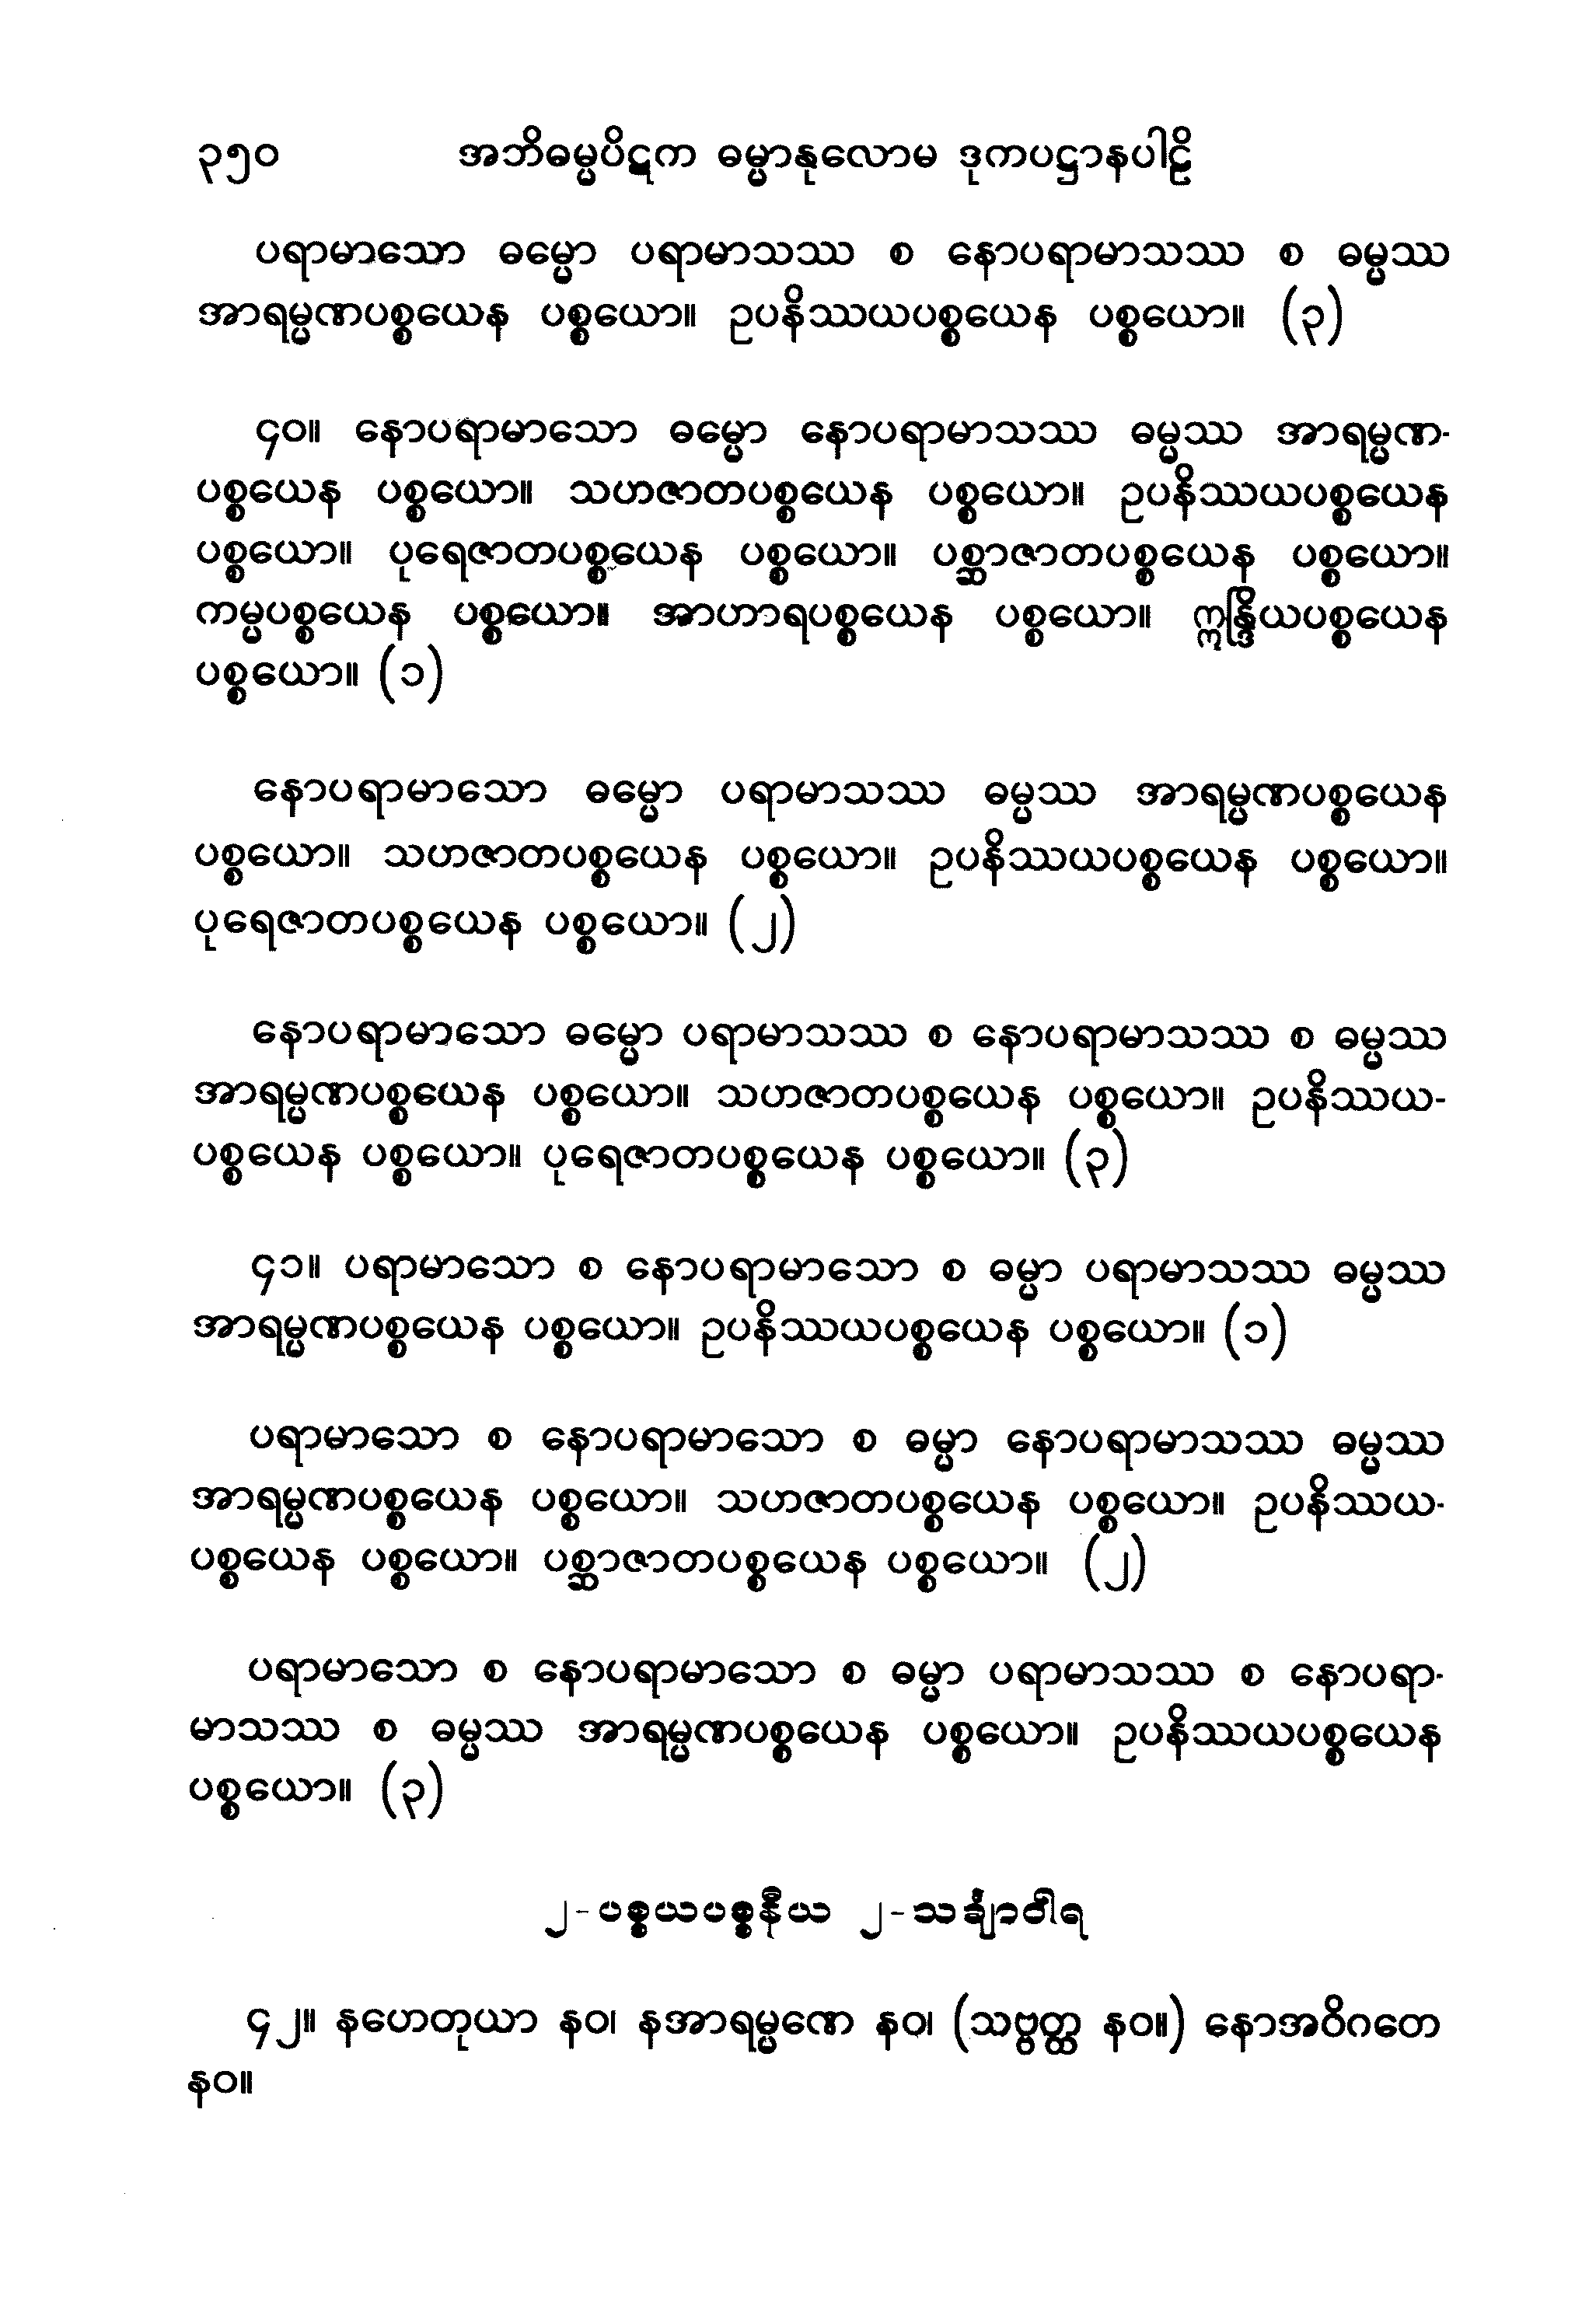 ၃၅၀ အဘိဓမ္မပိဋက ဓမ္မာနုလောမ ဒုကပဋ္ဌာနပါဠိ
ပရာမာသော ဓမ္မော ပရာမာသဿ စ နောပရာမာသဿ စ ဓမ္မဿ
အာရမ္မဏပစ္စယေန ပစ္စယော။ ဥပနိဿယပစ္စယေန ပစ္စယော။ (၃)
၄၀။ နောပရာမာသော ဓမ္မော နောပရာမာသဿ ဓမ္မဿ အာရမ္မဏ-
ပစ္စယေန ပစ္စယော။ သဟဇာတပစ္စယေန ပစ္စယော။ ဥပနိဿယပစ္စယေန
ပစ္စယော။ ပုရေဇာတပစ္စယေန ပစ္စယော။ ပစ္ဆာဇာတပစ္စယေန ပစ္စယော။
ကမ္မပစ္စယေန ပစ္စယော။ အာဟာရပစ္စယေန ပစ္စယော။ ဣန္ဒြိယပစ္စယေန
ပစ္စယော။ (၁)
နောပရာမာသော ဓမ္မော ပရာမာသဿ ဓမ္မဿ အာရမ္မဏပစ္စယေန
ပစ္စယော။ သဟဇာတပစ္စယေန ပစ္စယော။ ဥပနိဿယပစ္စယေန ပစ္စယော။
ပုရေဇာတပစ္စယေန ပစ္စယော။ (၂)
နောပရာမာသော ဓမ္မော ပရာမာသဿ စ နောပရာမာသဿ စ ဓမ္မဿ
အာရမ္မဏပစ္စယေန ပစ္စယော။ သဟဇာတပစ္စယေန ပစ္စယော။ ဥပနိဿယ-
ပစ္စယေန ပစ္စယော။ ပုရေဇာတပစ္စယေန ပစ္စယော။ (၃)
၄၁။ ပရာမာသော စ နောပရာမာသော စ ဓမ္မာ ပရာမာသဿ ဓမ္မဿ
အာရမ္မဏပစ္စယေန ပစ္စယော။ ဥပနိဿယပစ္စယေန ပစ္စယော။ (၁)
ပရာမာသော စ နောပရာမာသော စ ဓမ္မာ နောပရာမာသဿ ဓမ္မဿ
အာရမ္မဏပစ္စယေန ပစ္စယော။ သဟဇာတပစ္စယေန ပစ္စယော။ ဥပနိဿယ-
ပစ္စယေန ပစ္စယော။ ပစ္ဆာဇာတပစ္စယေန ပစ္စယော။ (၂)
ပရာမာသော စ နောပရာမာသော စ ဓမ္မာ ပရာမာသဿ စ နောပရာ-
မာသဿ စ ဓမ္မဿ အာရမ္မဏပစ္စယေန ပစ္စယော။ ဥပနိဿယပစ္စယေန
ပစ္စယော။ (၃)
၂-ပစ္စယပစ္စနီယ ၂-သင်္ချာဝါရ
၄၂။ နဟေတုယာ နဝ၊ နအာရမ္မဏေ နဝ၊ (သဗ္ဗတ္ထ နဝ။) နောအဝိဂတေ
နဝ။